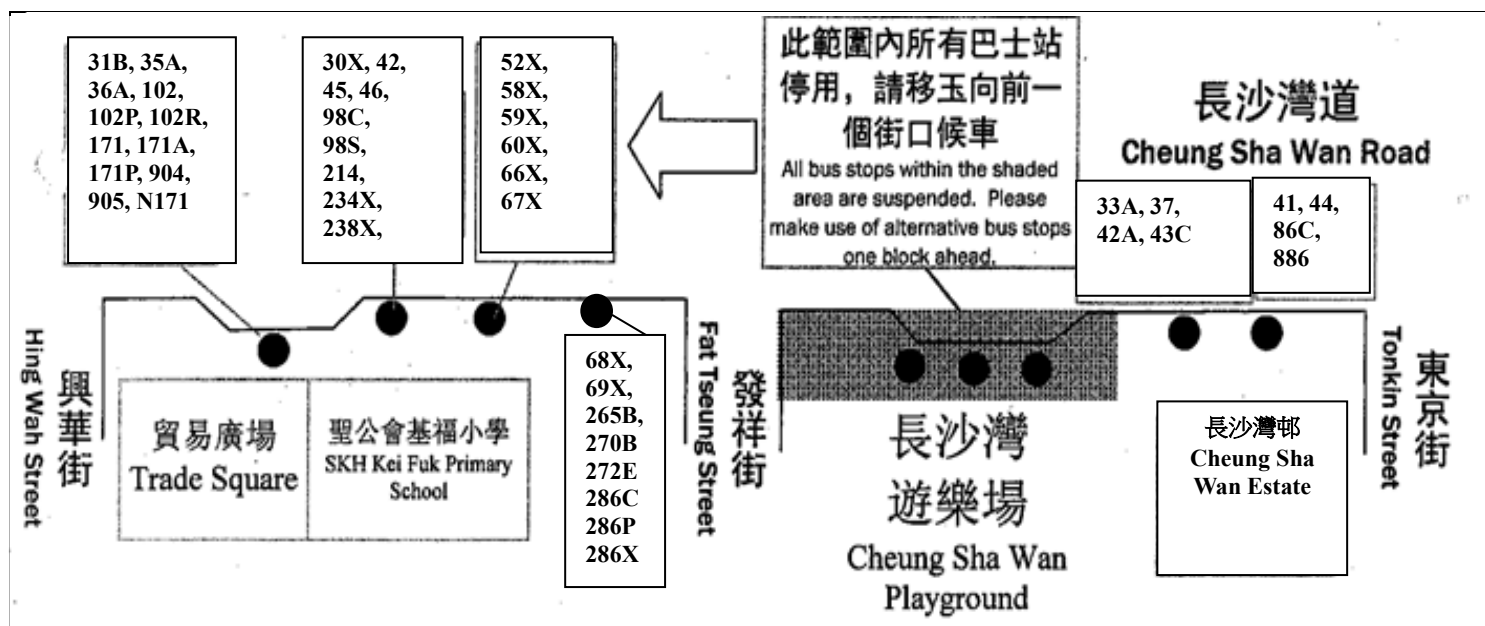 31B, 35A,
36A, 102,
102P, 102R,
171, 171A,
171P, 904,
905, N171
30X, 42,
45, 46,
98C,
98S,
214,
234X,
238X,
52X,
58X,
59X,
60X,
66X,
67X
此範圍內所有巴士站
停用，請移玉向前一
個街口候車
All bus stops within the shaded
area are suspended. Please
make use of alternative bus stops
one block ahead.
長沙灣道
Cheung Sha Wan Road
33A, 37,
42A, 43C
41, 44,
86C,
886
Hing Wah Street
興華街
貿易廣場
Trade Square
聖公會基福小學
SKH Kei Fuk Primary
School
68X,
69X,
265B,
270B
272E
286C
286P
286X
Fat Tseung Street
發祥街
長沙灣
遊樂場
Cheung Sha Wan
Playground
長沙灣邨
Cheung Sha
Wan Estate
Tonkin Street
東京街